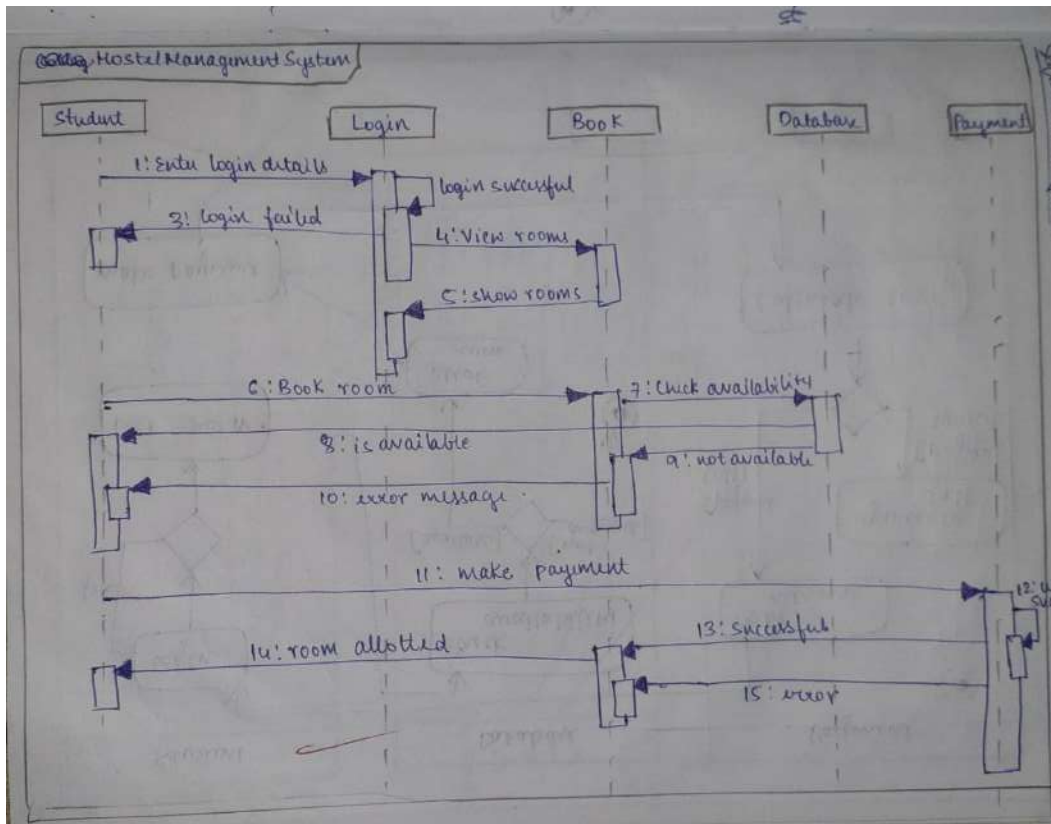 Hostel Management System
Student
Login
Book
Database
Payment
1: Enter login details
login successful
3: login failed
4: View rooms
5: show rooms
6: Book room
7: Check availability
8: is available
9: not available
10: error message
11: make payment
12:
13: successful
14: room allotted
15: error